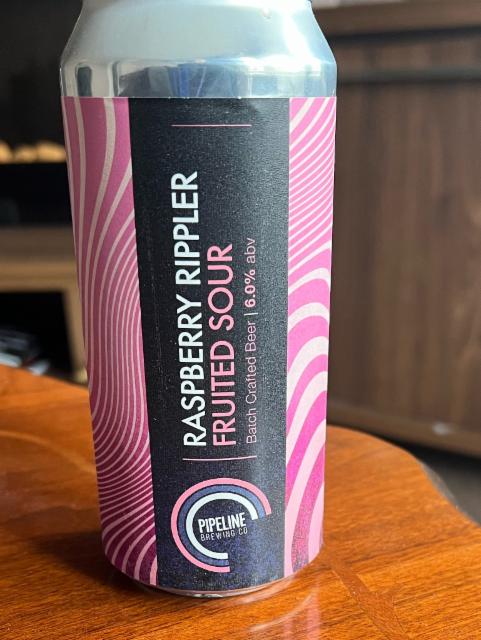 RASPBERRY RIPPLER
FRUITED SOUR
Batch Crafted Beer | 6.0% abv
PIPELINE
BREWING CO